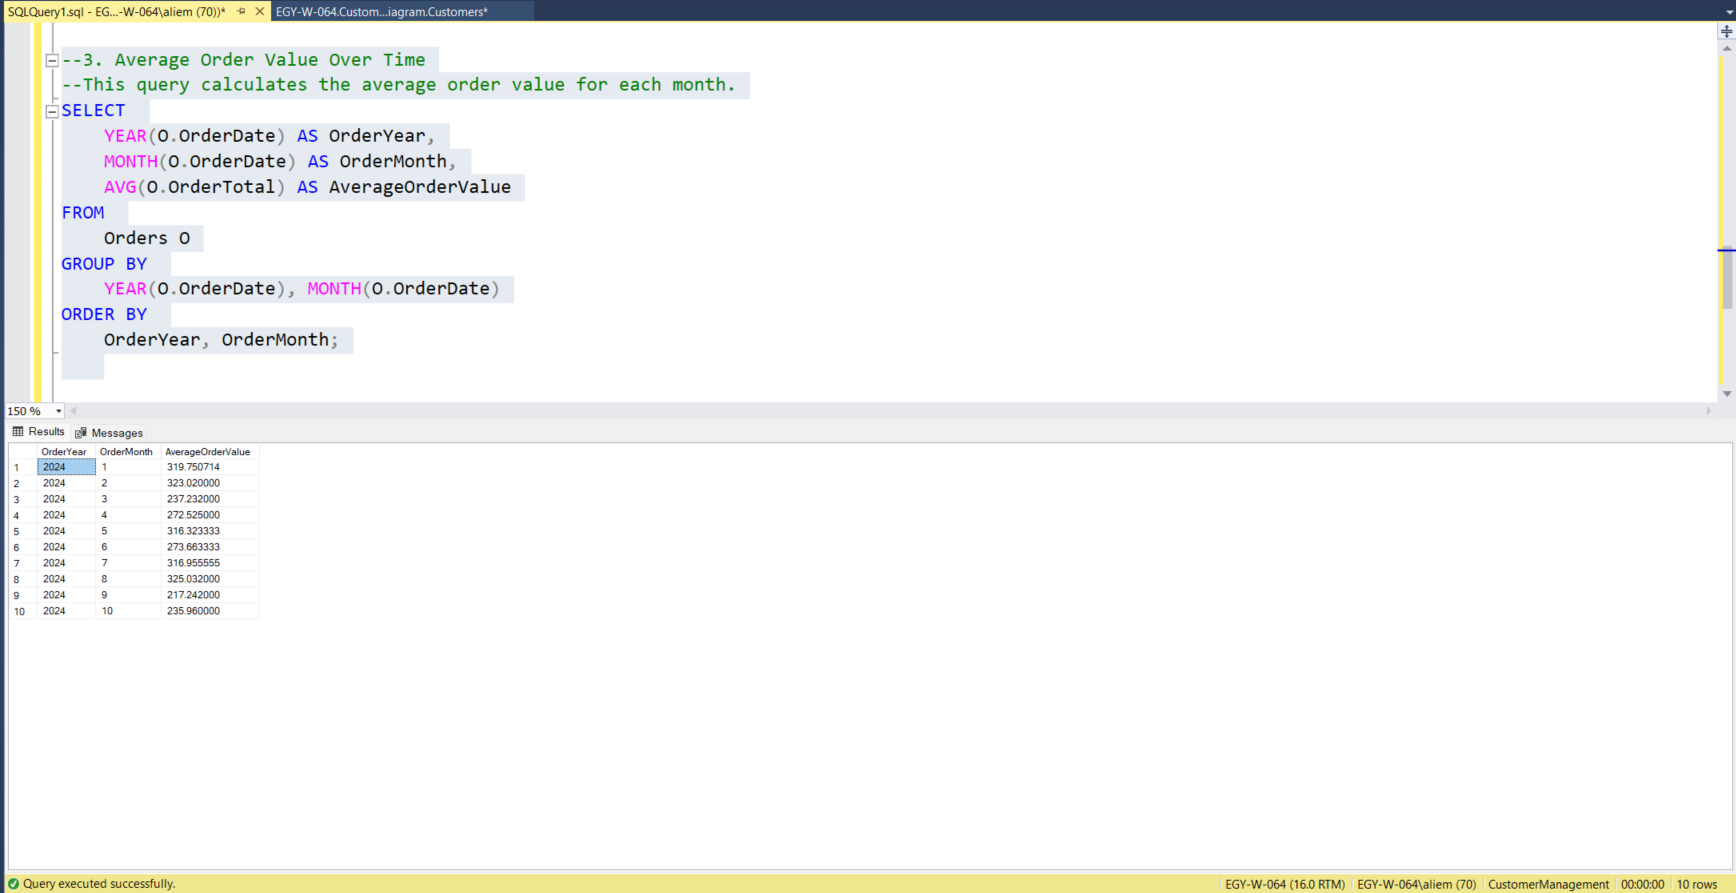 SQLQuery1.sql - EG...-W-064\aliem (70))* EGY-W-064.Custom...iagram.Customers*
--3. Average Order Value Over Time
--This query calculates the average order value for each month.
SELECT
YEAR(O.OrderDate) AS OrderYear,
MONTH(O.OrderDate) AS OrderMonth,
AVG(O.OrderTotal) AS AverageOrderValue
FROM
Orders O
GROUP BY
YEAR(O.OrderDate), MONTH(O.OrderDate)
ORDER BY
OrderYear, OrderMonth;
150 %
Results Messages
OrderYear OrderMonth AverageOrderValue
1 2024 1 319.750714
2 2024 2 323.020000
3 2024 3 237.232000
4 2024 4 272.525000
5 2024 5 316.323333
6 2024 6 273.663333
7 2024 7 316.955555
8 2024 8 325.032000
9 2024 9 217.242000
10 2024 10 235.960000
Query executed successfully. EGY-W-064 (16.0 RTM) EGY-W-064\aliem (70) CustomerManagement 00:00:00 10 rows